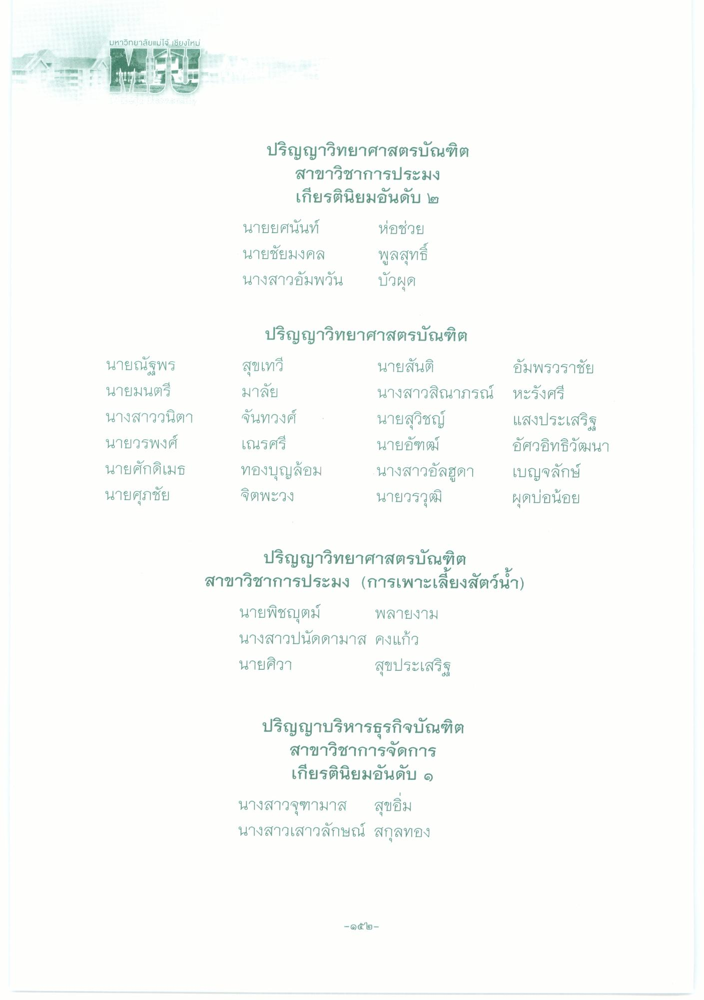 มหาวิทยาลัยแม่โจ้ เชียงใหม่
MJU
University
ปริญญาวิทยาศาสตรบัณฑิต
สาขาวิชาการประมง
เกียรตินิยมอันดับ ๒
นายยศนันท์ ห่อช่วย
นายชัยมงคล พูลสุทธิ์
นางสาวอัมพวัน บัวผุด
ปริญญาวิทยาศาสตรบัณฑิต
นายณัฐพร สุขเทวี นายสันติ อัมพรวราชัย
นายมนตรี มาลัย นางสาวสิณาภรณ์ หะรังศรี
นางสาววนิตา จันทวงศ์ นายสุวิชญ์ แสงประเสริฐ
นายวรพงศ์ เณรศรี นายอัฑฒ์ อัศวอิทธิวัฒนา
นายศักดิเมธ ทองบุญล้อม นางสาวอัลฮูดา เบญจลักษ์
นายศุภชัย จิตพะวง นายวรวุฒิ ผุดบ่อน้อย
ปริญญาวิทยาศาสตรบัณฑิต
สาขาวิชาการประมง (การเพาะเลี้ยงสัตว์น้ำ)
นายพิชญุตม์ พลายงาม
นางสาวปนัดดามาส คงแก้ว
นายศิวา สุขประเสริฐ
ปริญญาบริหารธุรกิจบัณฑิต
สาขาวิชาการจัดการ
เกียรตินิยมอันดับ ๑
นางสาวจุฑามาส สุขอิ่ม
นางสาวเสาวลักษณ์ สกุลทอง
-๑๕๒-